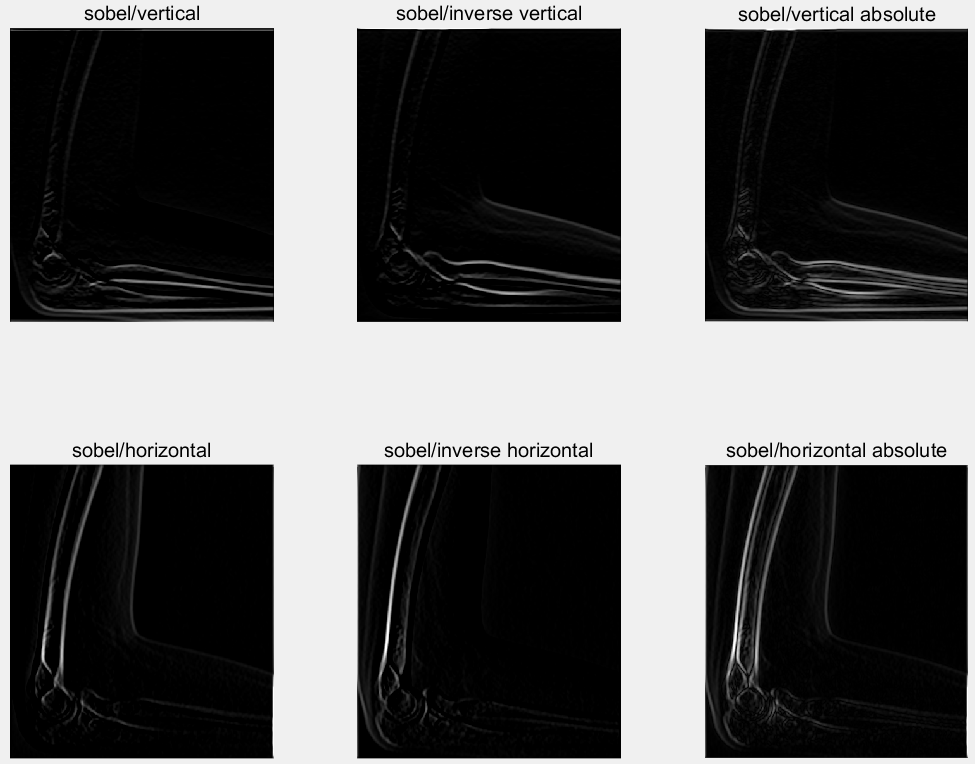 sobel/vertical
sobel/inverse vertical
sobel/vertical absolute
sobel/horizontal
sobel/inverse horizontal
sobel/horizontal absolute